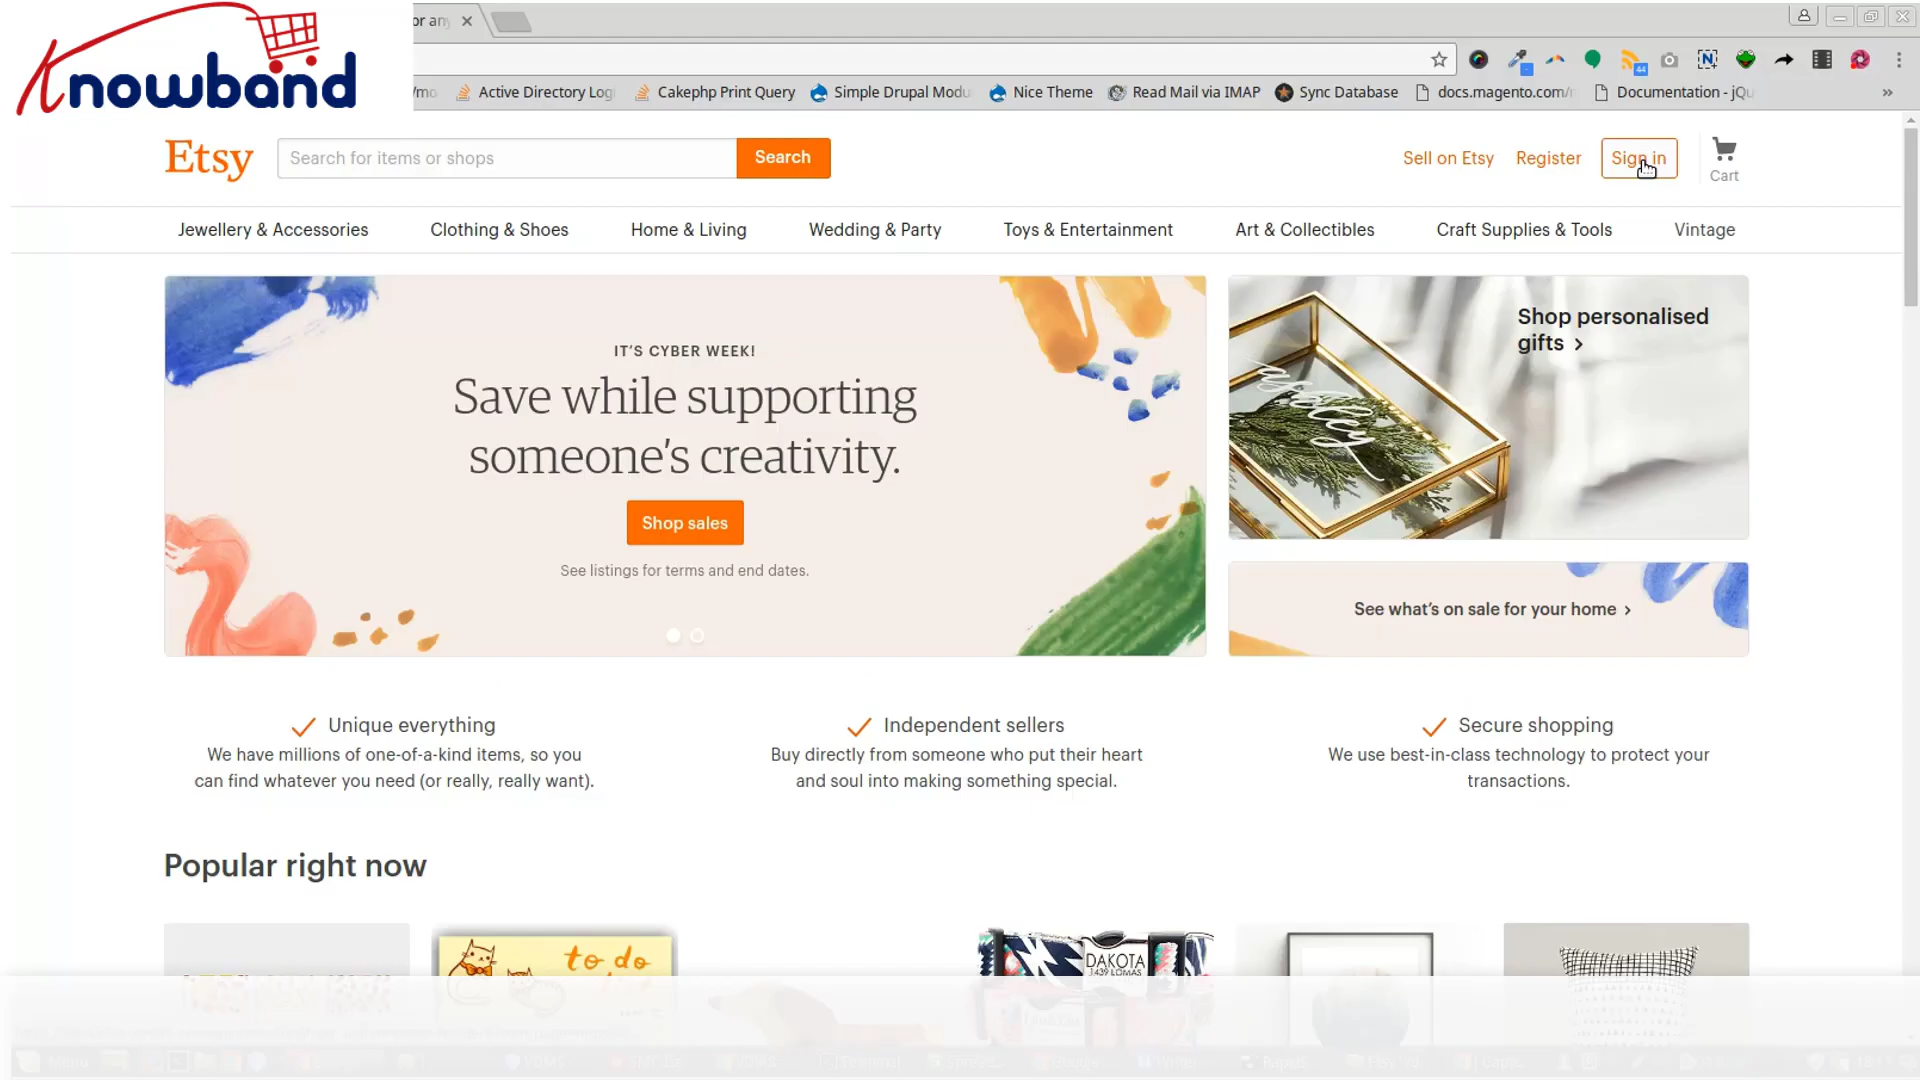 Knowband
or any
/mo
Active Directory Log
Cakephp Print Query
Simple Drupal Modu
Nice Theme
Read Mail via IMAP
Sync Database
docs.magento.com/
Documentation - jQu
»
Etsy
Search for items or shops
Search
Sell on Etsy
Register
Sign in
Cart
Jewellery & Accessories
Clothing & Shoes
Home & Living
Wedding & Party
Toys & Entertainment
Art & Collectibles
Craft Supplies & Tools
Vintage
IT'S CYBER WEEK!
Save while supporting
someone's creativity.
Shop sales
See listings for terms and end dates.
ashley
Shop personalised
gifts >
See what's on sale for your home >
Unique everything
We have millions of one-of-a-kind items, so you
can find whatever you need (or really, really want).
Independent sellers
Buy directly from someone who put their heart
and soul into making something special.
Secure shopping
We use best-in-class technology to protect your
transactions.
Popular right now
to do
DAKOTA
1439 LOMAS